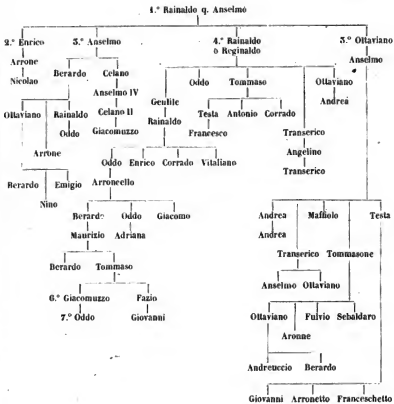 1.º Rainaldo q. Anselmo
2.º Enrico 3.º Anselmo 4.º Rainaldo 5.º Ottaviano
ò Reginaldo
Arrone Anselmo
Nicolao Berardo Celano Oddo Tommaso Ottaviano
Anselmo IV Gentile Andrea
Ottaviano Rainaldo Celano II Testa Antonio Corrado
Oddo Giacomuzzo Rainaldo Francesco Transerico
Arrone Angelino
Oddo Enrico Corrado Vitaliano Transerico
Berardo Emigio Arroncello
Nino
Berardo Oddo Giacomo Andrea Maffiolo Testa
Maurizio Adriana Andrea
Transerico Tommasone
Berardo Tommaso
Anselmo Ottaviano
6.º Giacomuzzo Fazio
7.º Oddo Giovanni Ottaviano Fulvio Sebaldaro
Aronne
Andreuccio Berardo
Giovanni Arronetto Franceschetto